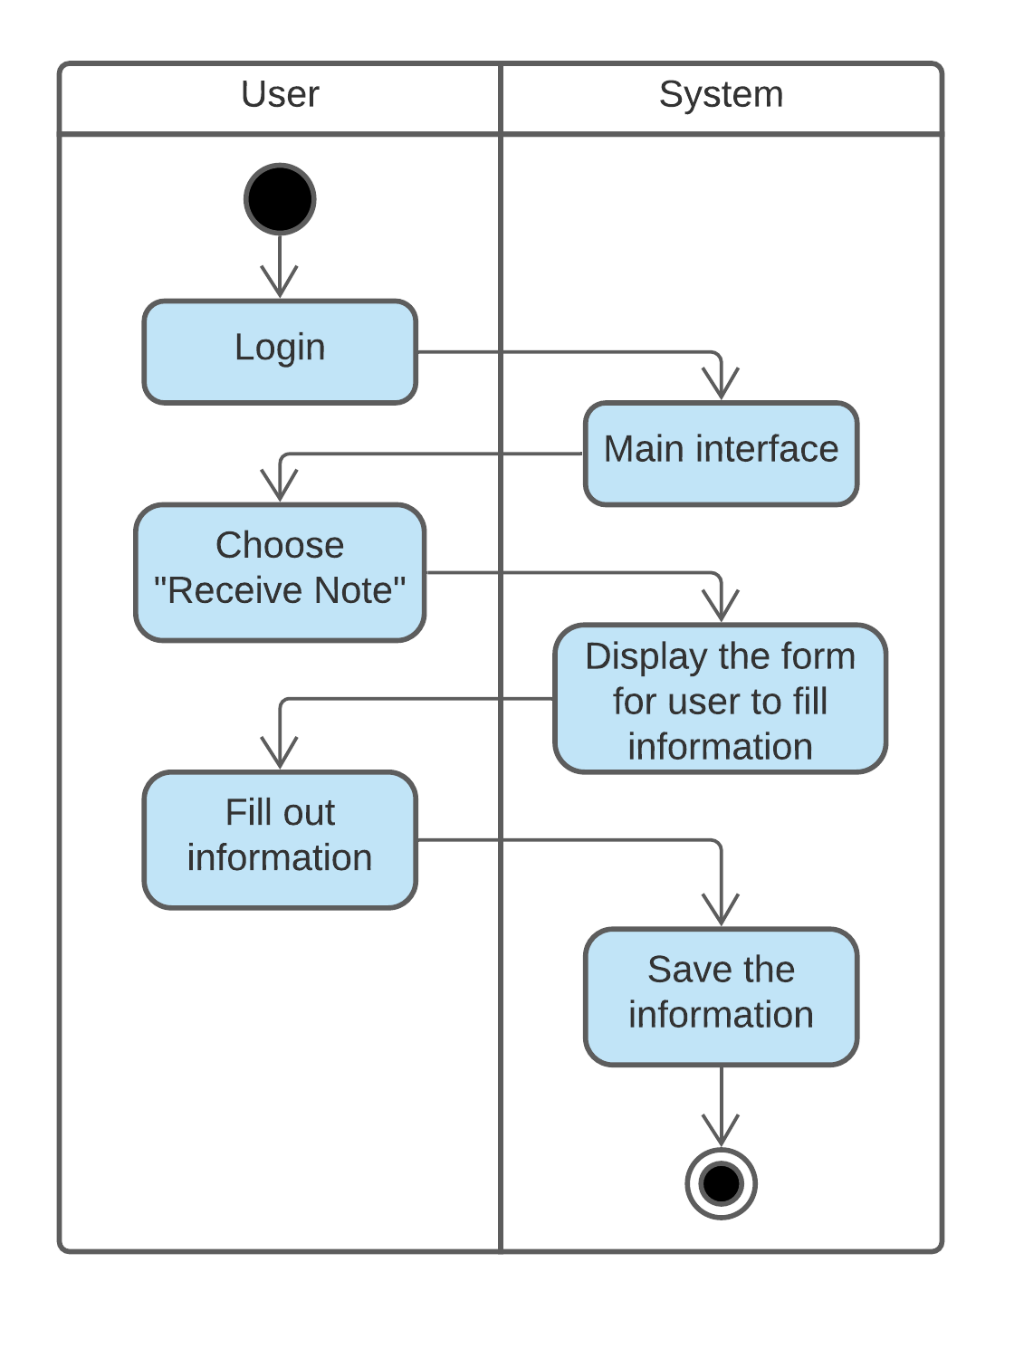 User
System
Login
Main interface
Choose
"Receive Note"
Display the form
for user to fill
information
Fill out
information
Save the
information